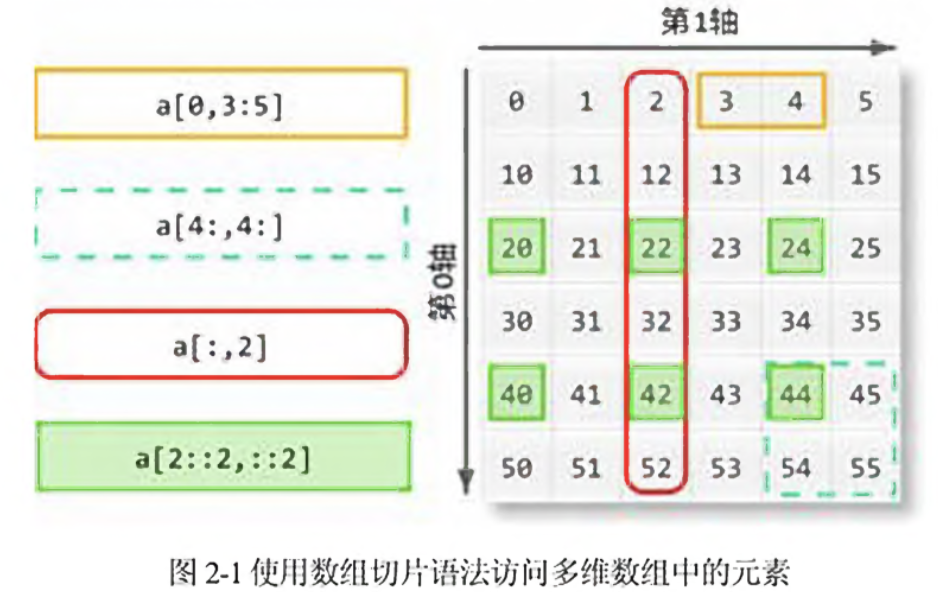 第1轴
a[0,3:5]
a[4:,4:]
a[:,2]
a[2::2,::2]
第0轴
0 1 2 3 4 5
10 11 12 13 14 15
20 21 22 23 24 25
30 31 32 33 34 35
40 41 42 43 44 45
50 51 52 53 54 55
图 2-1 使用数组切片语法访问多维数组中的元素